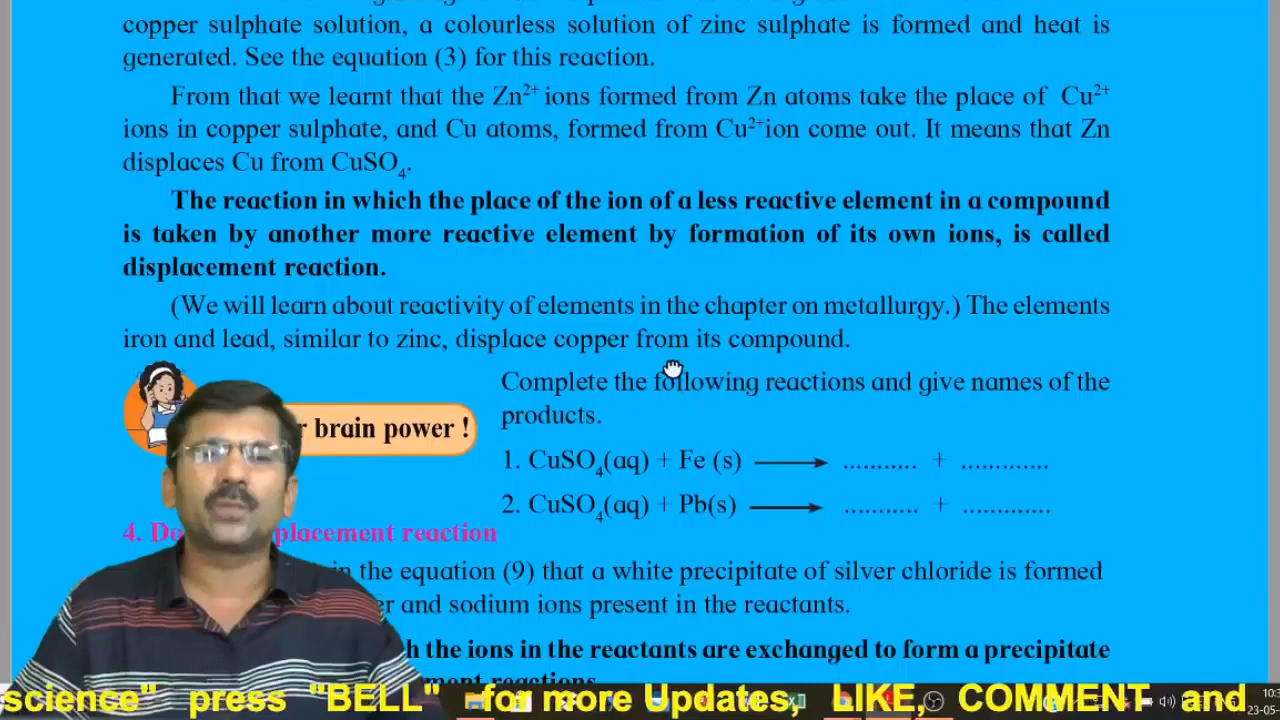 copper sulphate solution, a colourless solution of zinc sulphate is formed and heat is
generated. See the equation (3) for this reaction.
From that we learnt that the Zn²⁺ ions formed from Zn atoms take the place of Cu²⁺
ions in copper sulphate, and Cu atoms, formed from Cu²⁺ion come out. It means that Zn
displaces Cu from CuSO₄.
The reaction in which the place of the ion of a less reactive element in a compound
is taken by another more reactive element by formation of its own ions, is called
displacement reaction.
(We will learn about reactivity of elements in the chapter on metallurgy.) The elements
iron and lead, similar to zinc, displace copper from its compound.
brain power !
Complete the following reactions and give names of the
products.
1. CuSO₄(aq) + Fe (s) ⟶ ........... + .............
2. CuSO₄(aq) + Pb(s) ⟶ ........... + .............
4. placement reaction
in the equation (9) that a white precipitate of silver chloride is formed
and sodium ions present in the reactants.
the ions in the reactants are exchanged to form a precipitate
reactions
science" press "BELL" for more Updates, LIKE, COMMENT and
23-05-